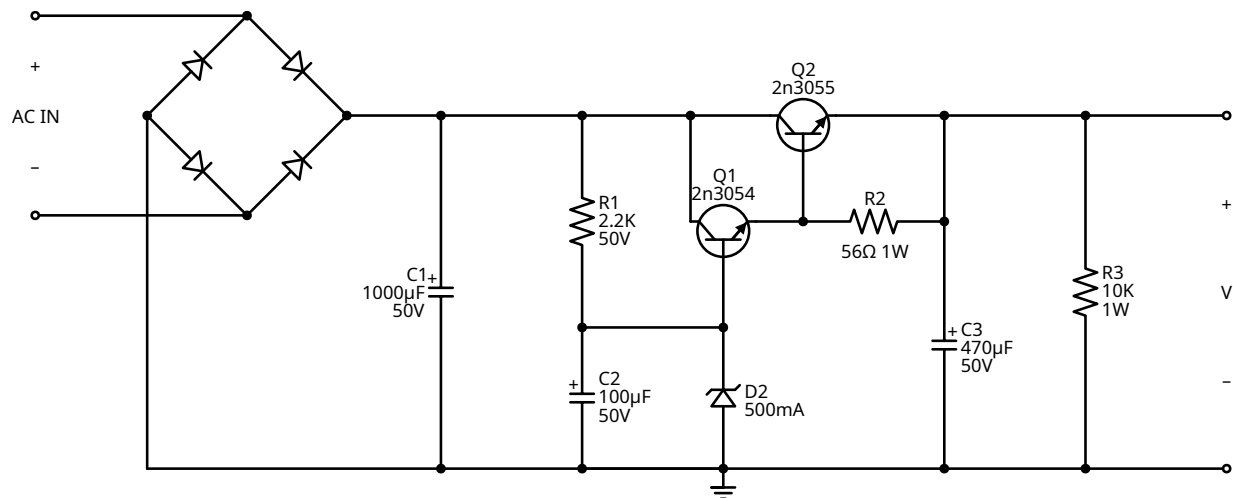 +
AC IN
−
Q2
2n3055
Q1
2n3054
R1
2.2K
50V
R2
56Ω 1W
+
C1
1000µF
50V
+
C2
100µF
50V
D2
500mA
+
C3
470µF
50V
R3
10K
1W
+
V
−